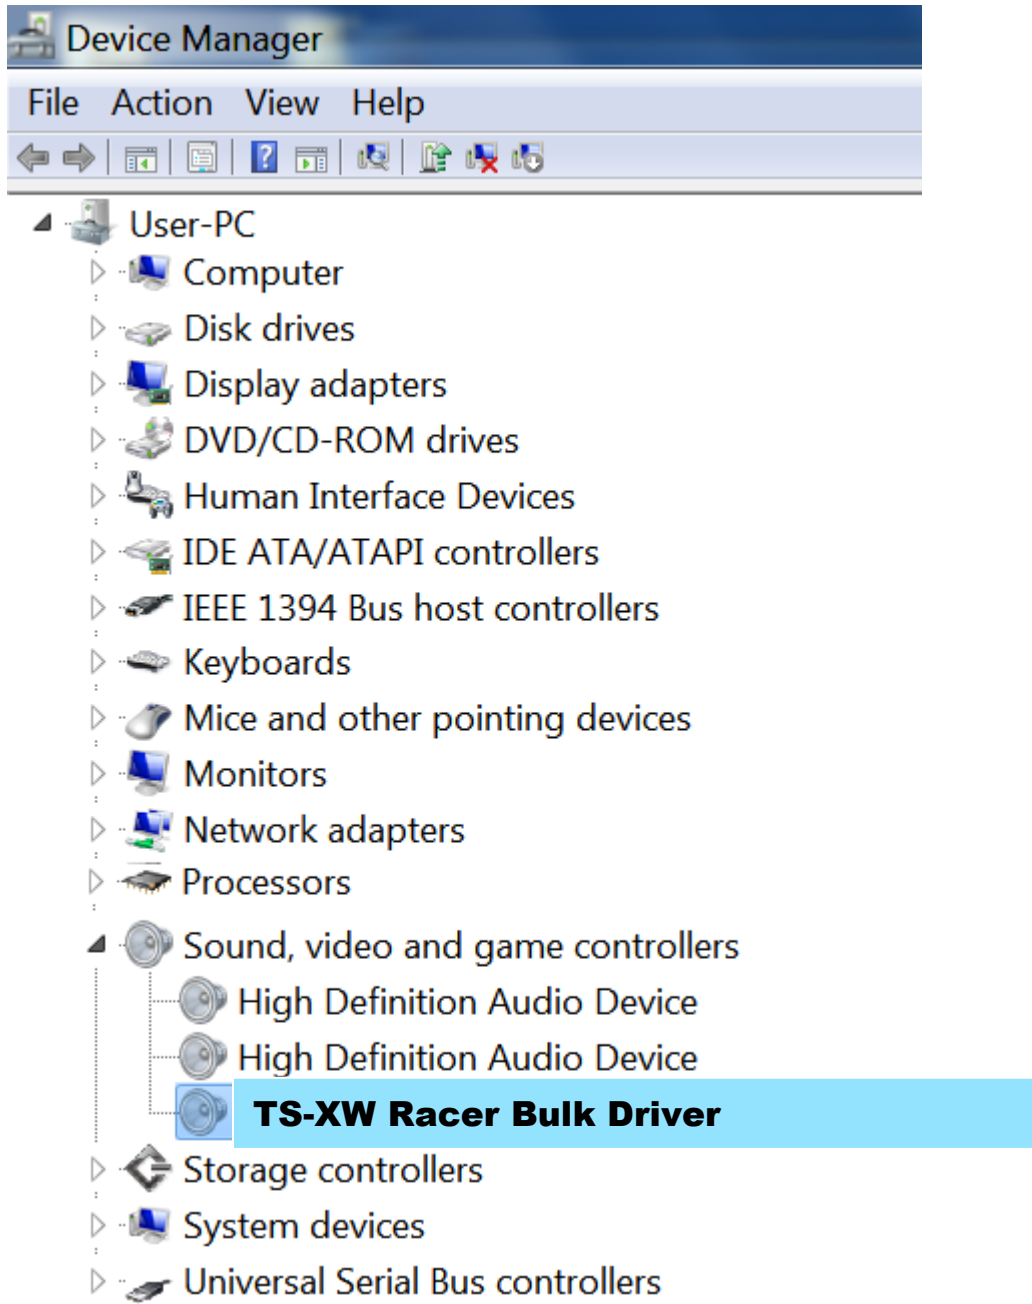 Device Manager
File Action View Help
User-PC
Computer
Disk drives
Display adapters
DVD/CD-ROM drives
Human Interface Devices
IDE ATA/ATAPI controllers
IEEE 1394 Bus host controllers
Keyboards
Mice and other pointing devices
Monitors
Network adapters
Processors
Sound, video and game controllers
High Definition Audio Device
High Definition Audio Device
TS-XW Racer Bulk Driver
Storage controllers
System devices
Universal Serial Bus controllers